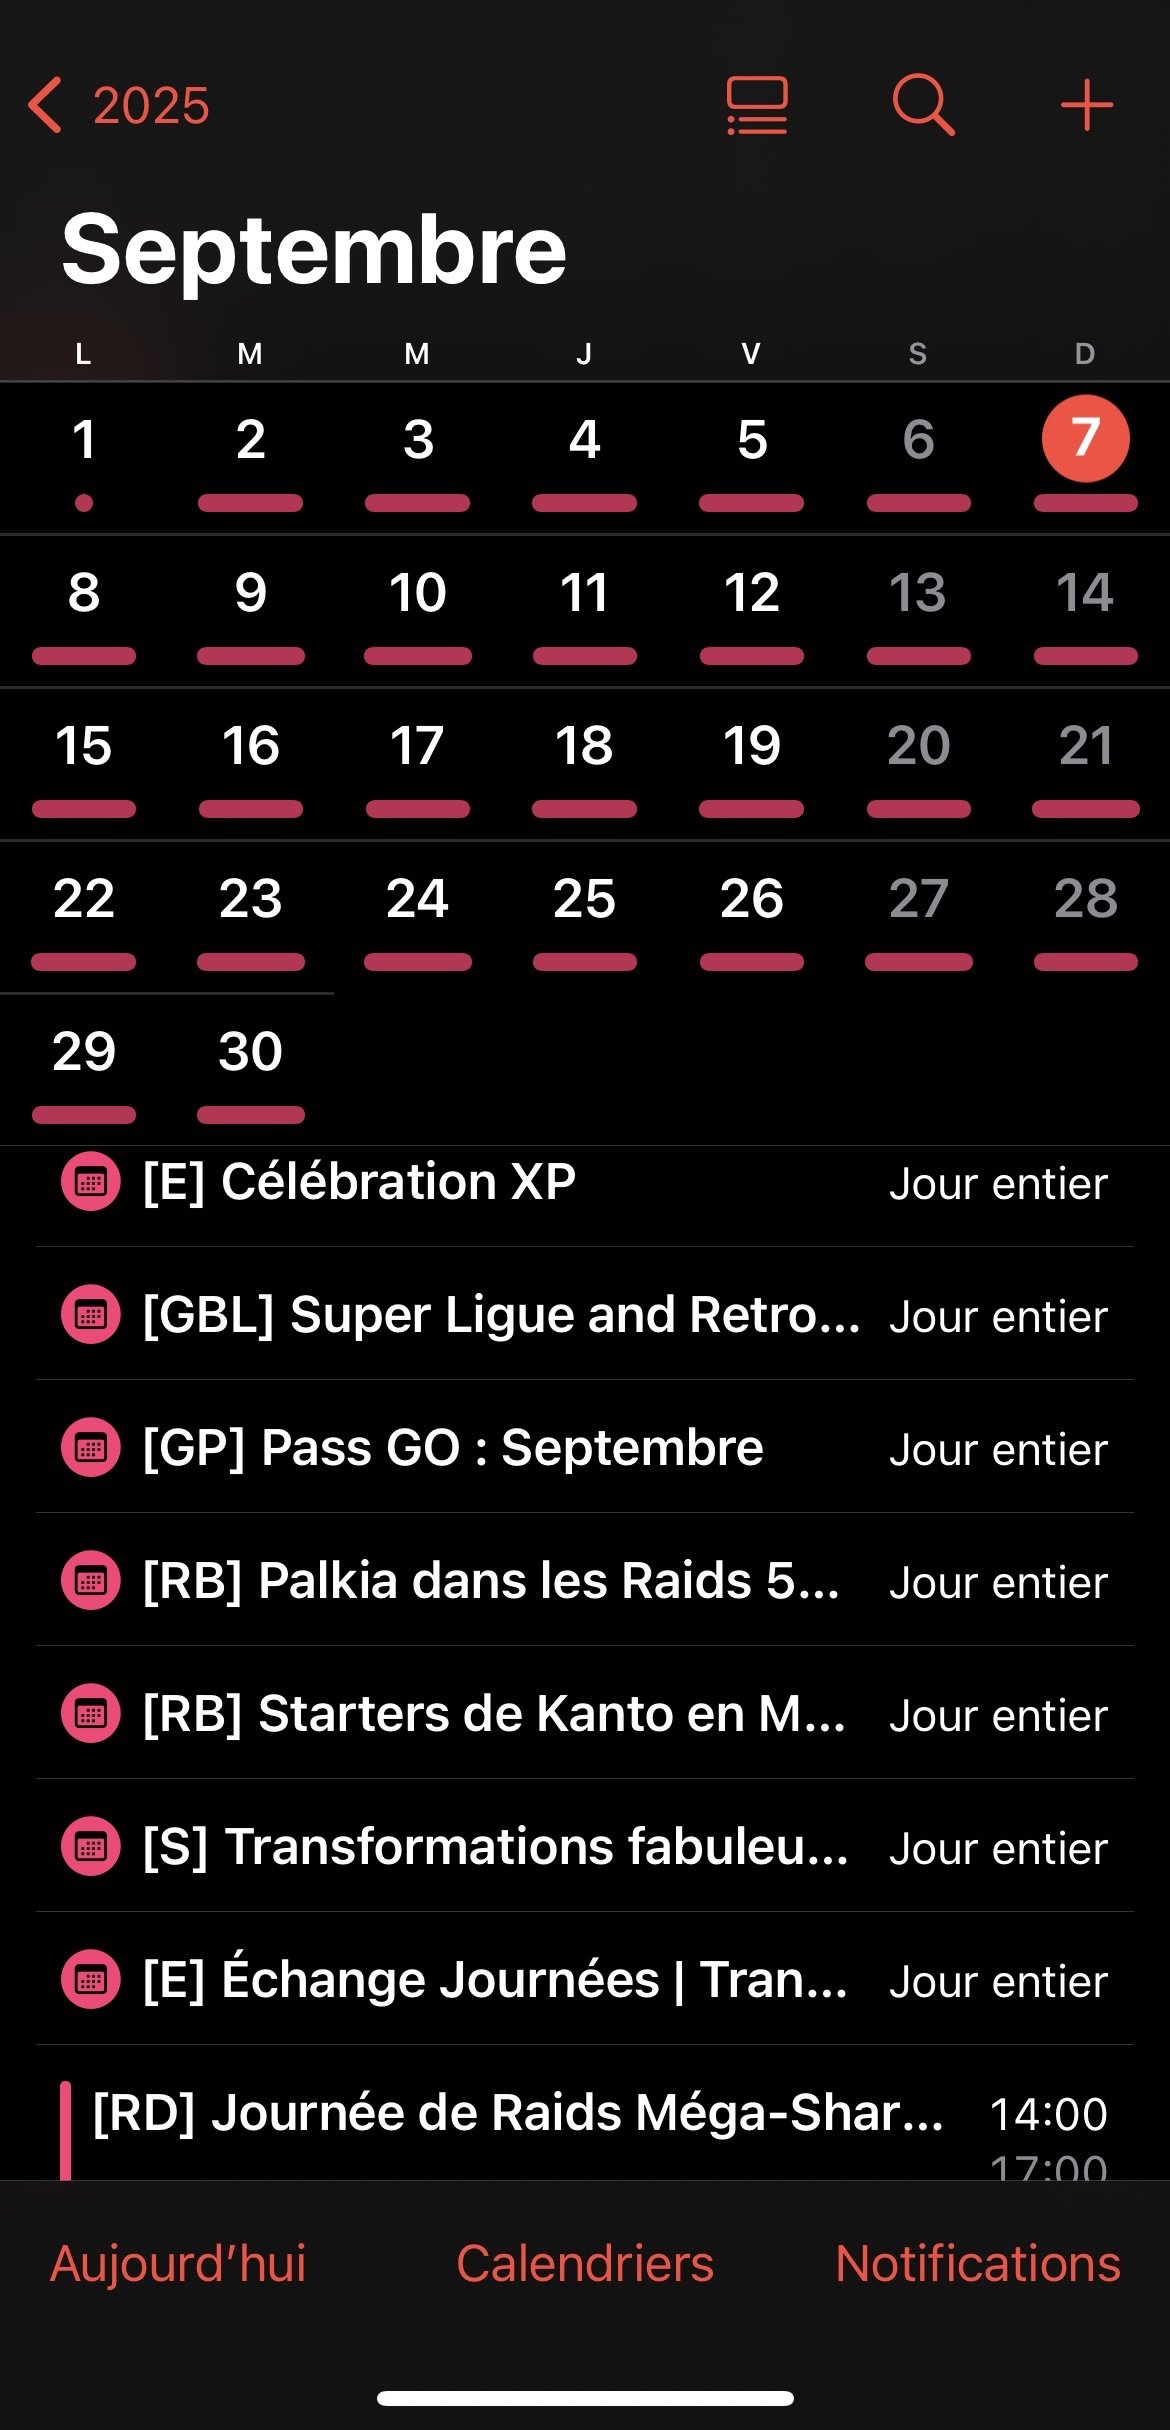 2025
Septembre
L M M J V S D
1 2 3 4 5 6 7
8 9 10 11 12 13 14
15 16 17 18 19 20 21
22 23 24 25 26 27 28
29 30
[E] Célébration XP Jour entier
[GBL] Super Ligue and Retro... Jour entier
[GP] Pass GO : Septembre Jour entier
[RB] Palkia dans les Raids 5... Jour entier
[RB] Starters de Kanto en M... Jour entier
[S] Transformations fabuleu... Jour entier
[E] Échange Journées | Tran... Jour entier
[RD] Journée de Raids Méga-Shar... 14:00
17:00
Aujourd’hui Calendriers Notifications